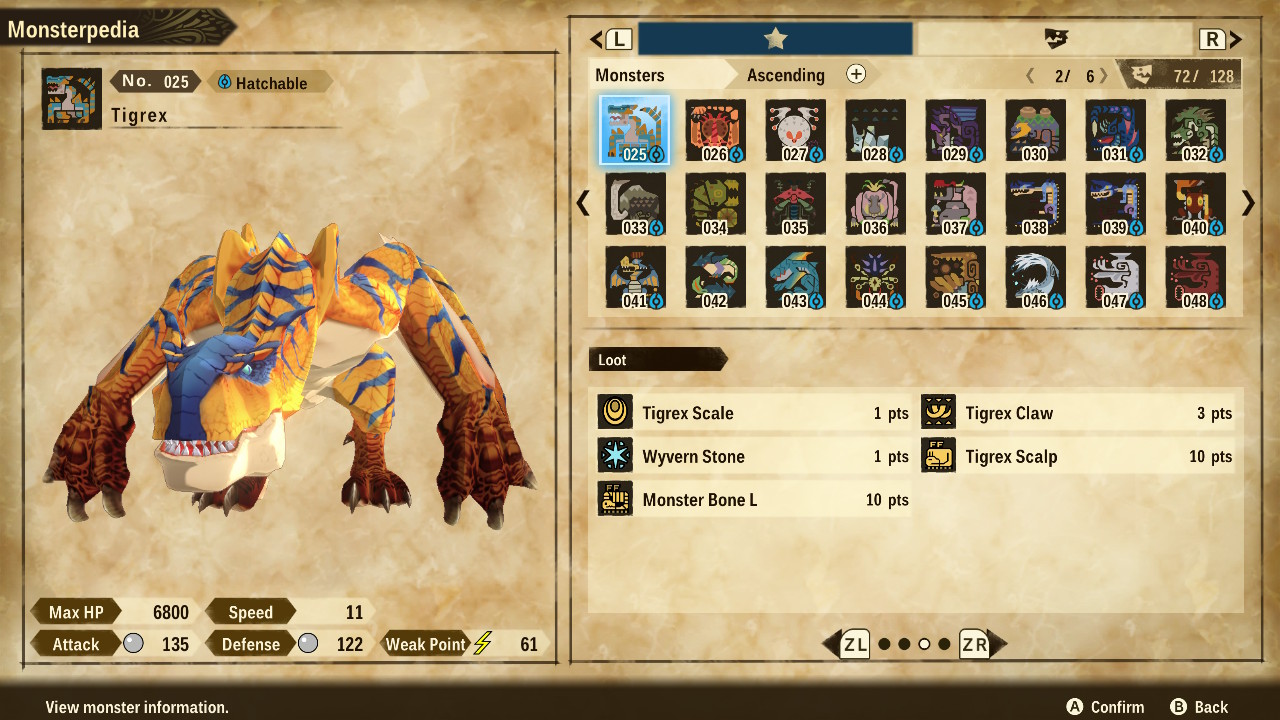 Monsterpedia
No. 025 Hatchable
Tigrex
Max HP 6800 Speed 11
Attack 135 Defense 122 Weak Point 61
L R
Monsters Ascending 2/ 6 72/ 128
025 026 027 028 029 030 031 032
033 034 035 036 037 038 039 040
041 042 043 044 045 046 047 048
Loot
Tigrex Scale 1 pts Tigrex Claw 3 pts
Wyvern Stone 1 pts Tigrex Scalp 10 pts
Monster Bone L 10 pts
ZL ZR
View monster information. A Confirm B Back